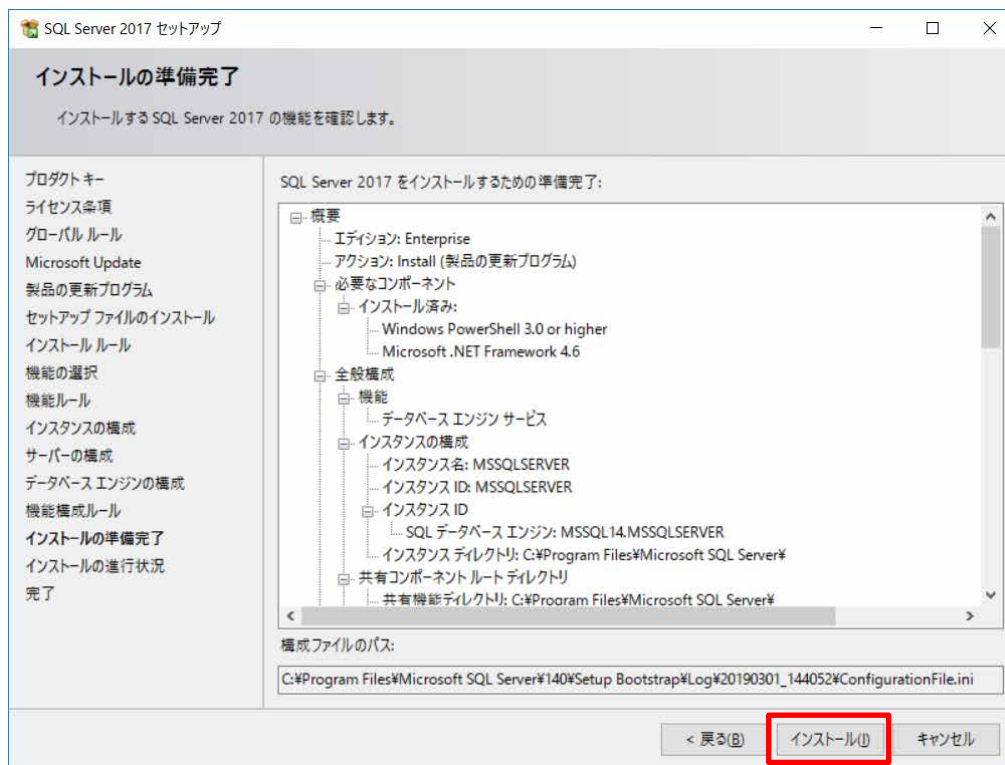 SQL Server 2017 セットアップ
インストールの準備完了
インストールする SQL Server 2017 の機能を確認します。
プロダクト キー
ライセンス条項
グローバル ルール
Microsoft Update
製品の更新プログラム
セットアップ ファイルのインストール
インストール ルール
機能の選択
機能ルール
インスタンスの構成
サーバーの構成
データベース エンジンの構成
機能構成ルール
インストールの準備完了
インストールの進行状況
完了
SQL Server 2017 をインストールするための準備完了:
概要
エディション: Enterprise
アクション: Install (製品の更新プログラム)
必要なコンポーネント
インストール済み:
Windows PowerShell 3.0 or higher
Microsoft .NET Framework 4.6
全般構成
機能
データベース エンジン サービス
インスタンスの構成
インスタンス名: MSSQLSERVER
インスタンス ID: MSSQLSERVER
インスタンス ID
SQL データベース エンジン: MSSQL14.MSSQLSERVER
インスタンス ディレクトリ: C:¥Program Files¥Microsoft SQL Server¥
共有コンポーネント ルート ディレクトリ
共有機能ディレクトリ: C:¥Program Files¥Microsoft SQL Server¥
構成ファイルのパス:
C:¥Program Files¥Microsoft SQL Server¥140¥Setup Bootstrap¥Log¥20190301_144052¥ConfigurationFile.ini
< 戻る(B)
インストール(I)
キャンセル